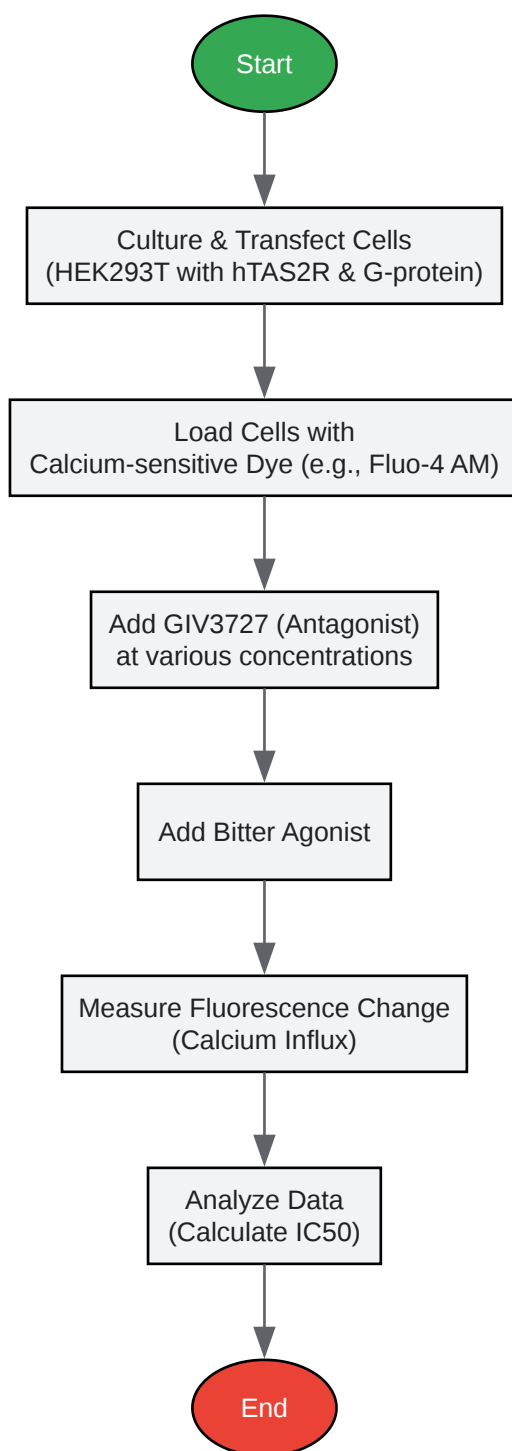 Start
Culture & Transfect Cells
(HEK293T with hTAS2R & G-protein)
Load Cells with
Calcium-sensitive Dye (e.g., Fluo-4 AM)
Add GIV3727 (Antagonist)
at various concentrations
Add Bitter Agonist
Measure Fluorescence Change
(Calcium Influx)
Analyze Data
(Calculate IC50)
End